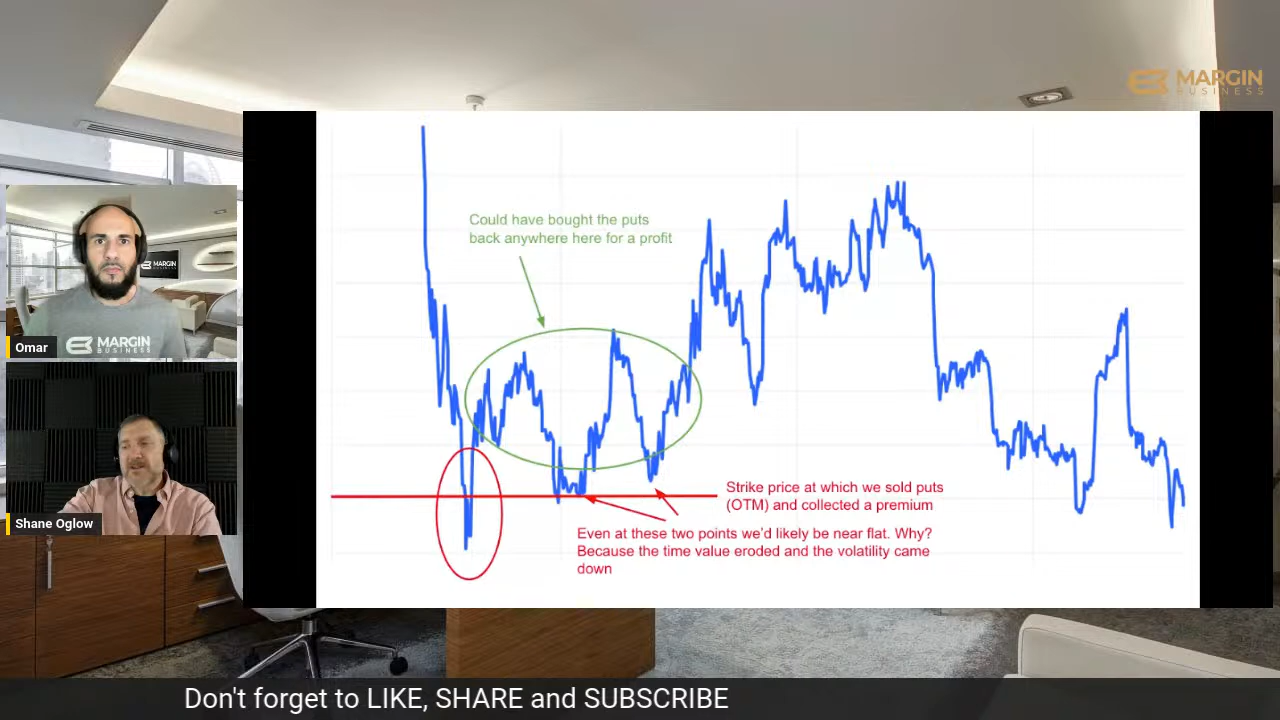 MARGIN
BUSINESS
Could have bought the puts
back anywhere here for a profit
MARGIN
BUSINESS
Omar
MARGIN
BUSINESS
Shane Oglow
Strike price at which we sold puts
(OTM) and collected a premium
Even at these two points we'd likely be near flat. Why?
Because the time value eroded and the volatility came
down
Don't forget to LIKE, SHARE and SUBSCRIBE